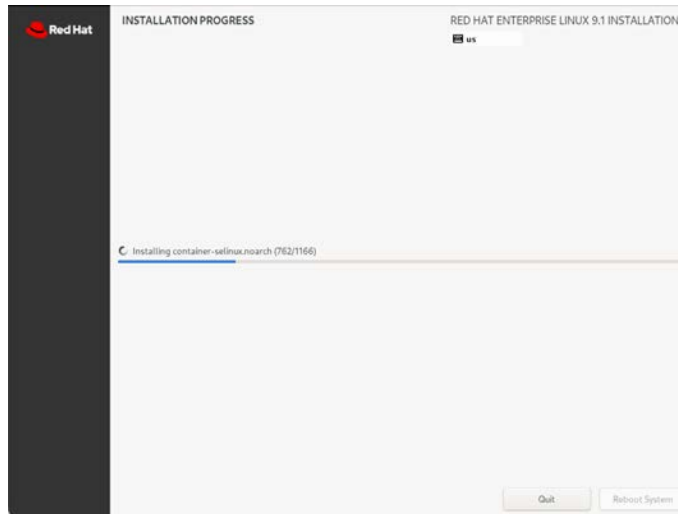 Red Hat
INSTALLATION PROGRESS
RED HAT ENTERPRISE LINUX 9.1 INSTALLATION
us
Installing container-selinux.noarch (762/1166)
Quit
Reboot System